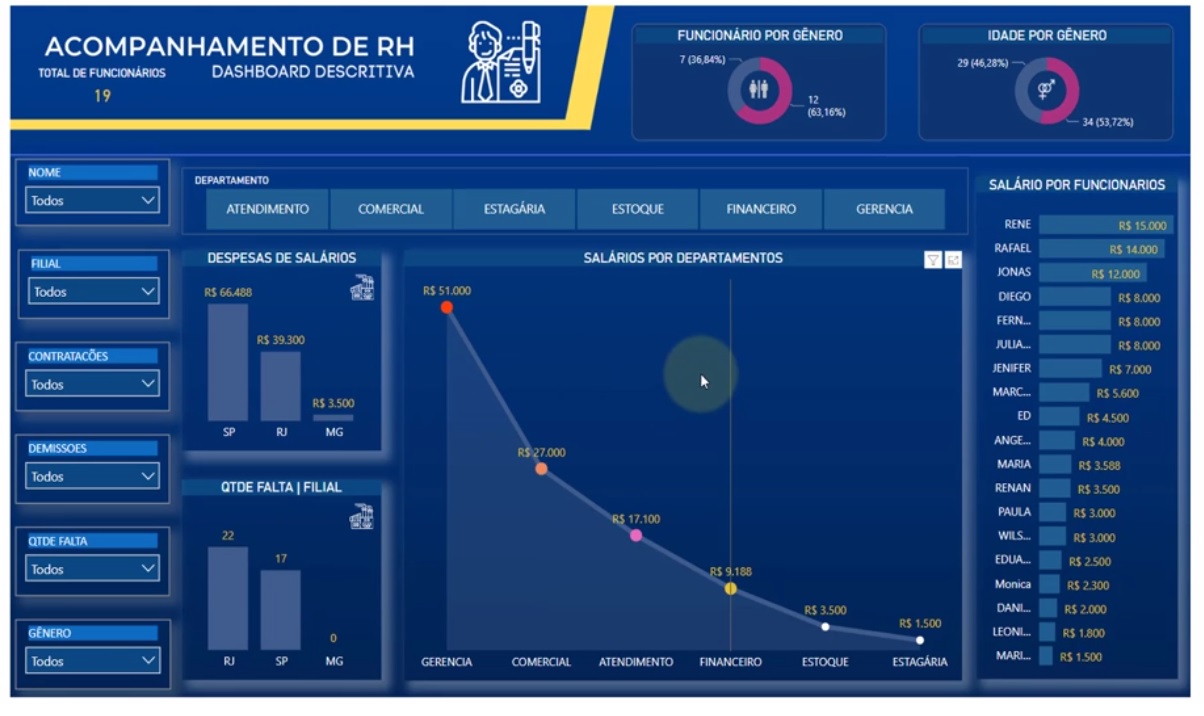 ACOMPANHAMENTO DE RH
TOTAL DE FUNCIONÁRIOS
DASHBOARD DESCRITIVA
19
FUNCIONÁRIO POR GÊNERO
7 (36,84%)
12
(63,16%)
IDADE POR GÊNERO
29 (46,28%)
34 (53,72%)
NOME
Todos
FILIAL
Todos
CONTRATACÕES
Todos
DEMISSOES
Todos
QTDE FALTA
Todos
GÊNERO
Todos
DEPARTAMENTO
ATENDIMENTO COMERCIAL ESTAGÁRIA ESTOQUE FINANCEIRO GERENCIA
DESPESAS DE SALÁRIOS
R$ 66.488
R$ 39.300
R$ 3.500
SP RJ MG
QTDE FALTA | FILIAL
22
17
0
RJ SP MG
SALÁRIOS POR DEPARTAMENTOS
R$ 51.000
R$ 27.000
R$ 17.100
R$ 9.188
R$ 3.500
R$ 1.500
GERENCIA COMERCIAL ATENDIMENTO FINANCEIRO ESTOQUE ESTAGÁRIA
SALÁRIO POR FUNCIONARIOS
RENE R$ 15.000
RAFAEL R$ 14.000
JONAS R$ 12.000
DIEGO R$ 8.000
FERN... R$ 8.000
JULIA... R$ 8.000
JENIFER R$ 7.000
MARC... R$ 5.600
ED R$ 4.500
ANGE... R$ 4.000
MARIA R$ 3.588
RENAN R$ 3.500
PAULA R$ 3.000
WILS... R$ 3.000
EDUA... R$ 2.500
Monica R$ 2.300
DANI... R$ 2.000
LEONI... R$ 1.800
MARI... R$ 1.500